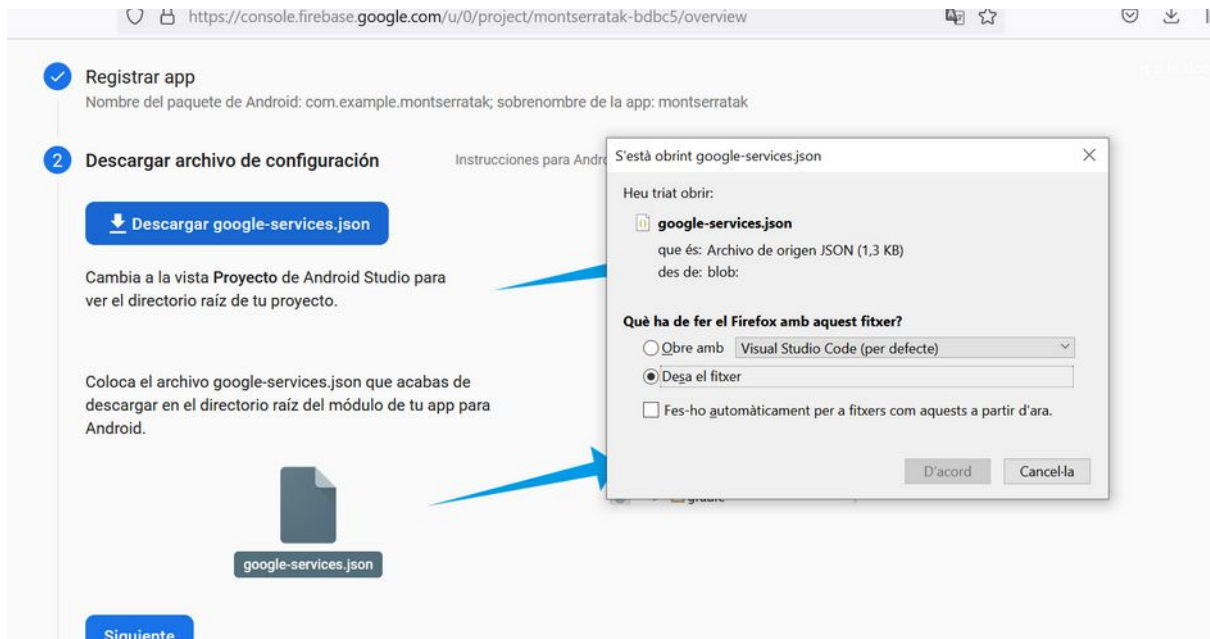 https://console.firebase.google.com/u/0/project/montserratak-bdbc5/overview
Registrar app
Nombre del paquete de Android: com.example.montserratak; sobrenombre de la app: montserratak
2 Descargar archivo de configuración
Instrucciones para Andro
Descargar google-services.json
Cambia a la vista Proyecto de Android Studio para
ver el directorio raíz de tu proyecto.
Coloca el archivo google-services.json que acabas de
descargar en el directorio raíz del módulo de tu app para
Android.
google-services.json
Siguiente
S'està obrint google-services.json
Heu triat obrir:
google-services.json
que és: Archivo de origen JSON (1,3 KB)
des de: blob:
Què ha de fer el Firefox amb aquest fitxer?
Obre amb Visual Studio Code (per defecte)
Desa el fitxer
Fes-ho automàticament per a fitxers com aquests a partir d'ara.
D'acord Cancel·la
gradle